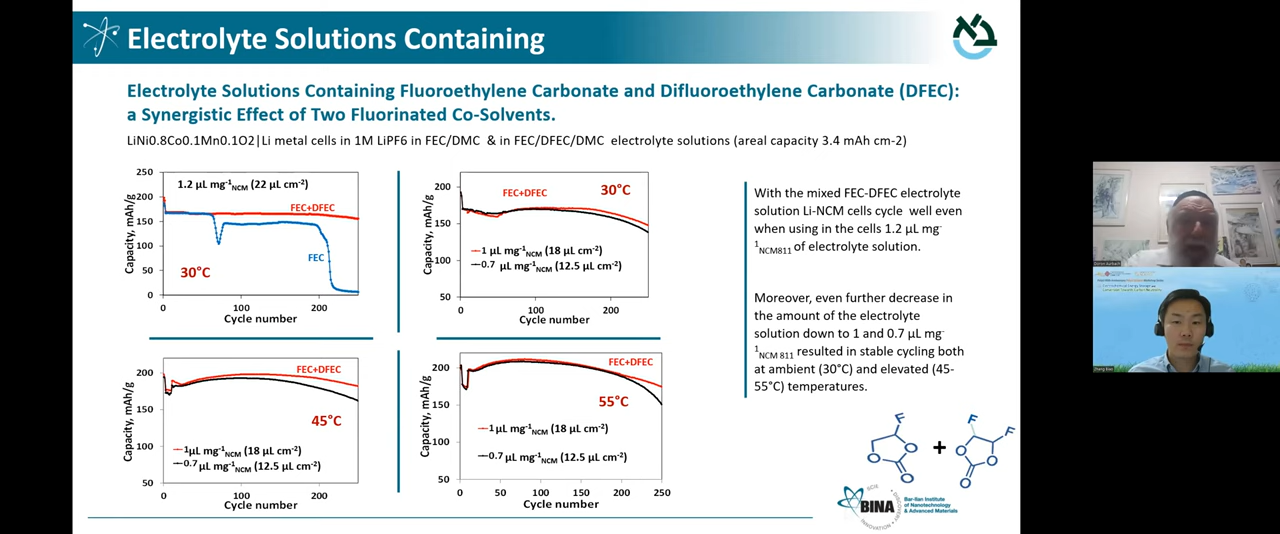 Electrolyte Solutions Containing
Electrolyte Solutions Containing Fluoroethylene Carbonate and Difluoroethylene Carbonate (DFEC):
a Synergistic Effect of Two Fluorinated Co-Solvents.
LiNi0.8Co0.1Mn0.1O2|Li metal cells in 1M LiPF6 in FEC/DMC & in FEC/DFEC/DMC electrolyte solutions (areal capacity 3.4 mAh cm-2)
Capacity, mAh/g
250
200
150
100
50
0
1.2 µL mg⁻¹NCM (22 µL cm⁻²)
FEC+DFEC
FEC
30°C
0
100
200
Cycle number
Capacity, mAh/g
200
150
100
50
FEC+DFEC
30°C
1 µL mg⁻¹NCM (18 µL cm⁻²)
0.7 µL mg⁻¹NCM (12.5 µL cm⁻²)
0
100
200
Cycle number
Capacity, mAh/g
200
150
100
50
FEC+DFEC
45°C
1µL mg⁻¹NCM (18 µL cm⁻²)
0.7 µL mg⁻¹NCM (12.5 µL cm⁻²)
0
100
200
Cycle number
Capacity, mAh/g
200
150
100
50
FEC+DFEC
55°C
1 µL mg⁻¹NCM (18 µL cm⁻²)
0.7 µL mg⁻¹NCM (12.5 µL cm⁻²)
0
50
100
150
200
250
Cycle number
With the mixed FEC-DFEC electrolyte
solution Li-NCM cells cycle well even
when using in the cells 1.2 µL mg⁻
¹NCM811 of electrolyte solution.
Moreover, even further decrease in
the amount of the electrolyte
solution down to 1 and 0.7 µL mg⁻
¹NCM 811 resulted in stable cycling both
at ambient (30°C) and elevated (45-
55°C) temperatures.
F
O
O
O
+
F
F
O
O
O
BINA
Bar-Ilan Institute
of Nanotechnology
& Advanced Materials
INNOVATION
Doron Aurbach